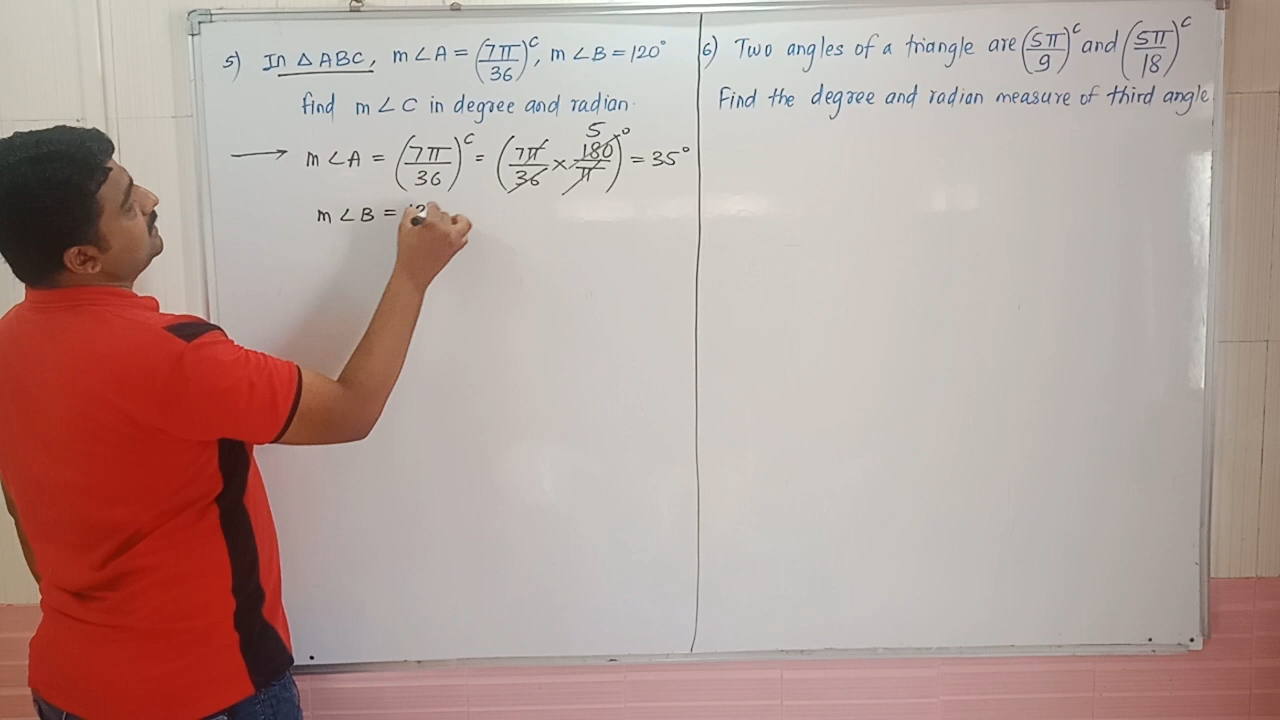 5) In △ ABC, m∠A = (7π/36)ᶜ, m∠B = 120°
find m∠C in degree and radian.
⟶ m∠A = (7π/36)ᶜ = (7π/36 × 180/π)° = 35°
5
m∠B =
6) Two angles of a triangle are (5π/9)ᶜ and (5π/18)ᶜ
Find the degree and radian measure of third angle.